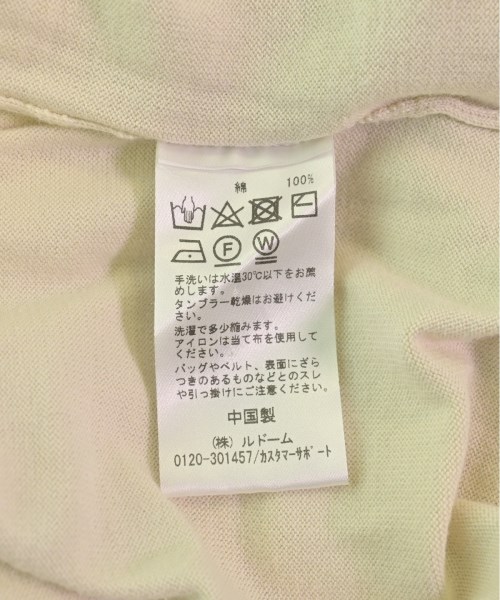 綿 100%
F W
手洗いは水温30℃以下をお薦
めします。
タンブラー乾燥はお避けくだ
さい。
洗濯で多少縮みます。
アイロンは当て布を使用して
ください。
バッグやベルト、表面にざら
つきのあるものなどとのスレ
や引っ掛けにご注意ください。
中国製
(株) ルドーム
0120-301457/カスタマーサポート